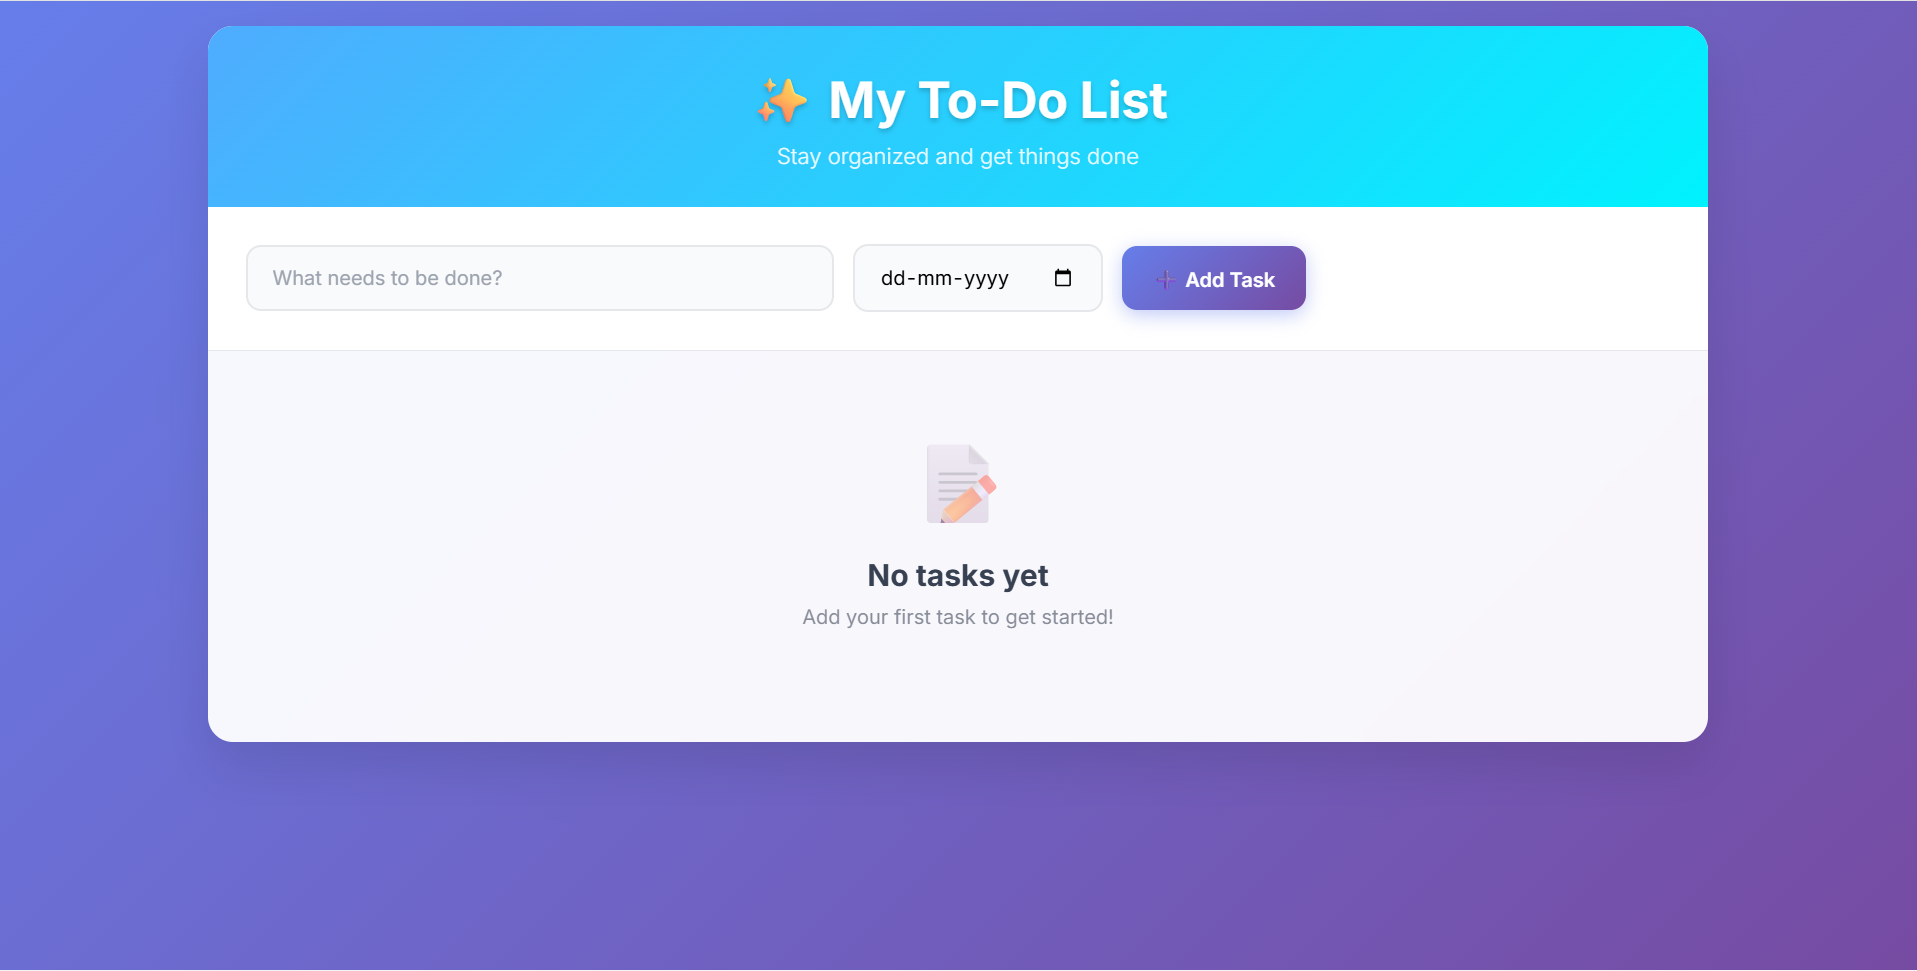 ✨ My To-Do List
Stay organized and get things done
What needs to be done?
dd-mm-yyyy
➕ Add Task
No tasks yet
Add your first task to get started!